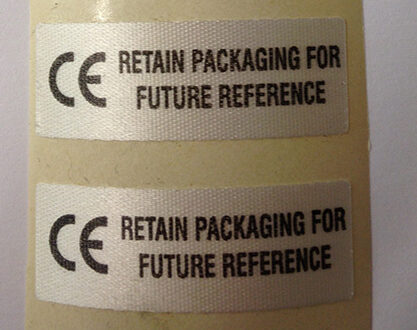 CE RETAIN PACKAGING FOR
FUTURE REFERENCE
CE RETAIN PACKAGING FOR
FUTURE REFERENCE